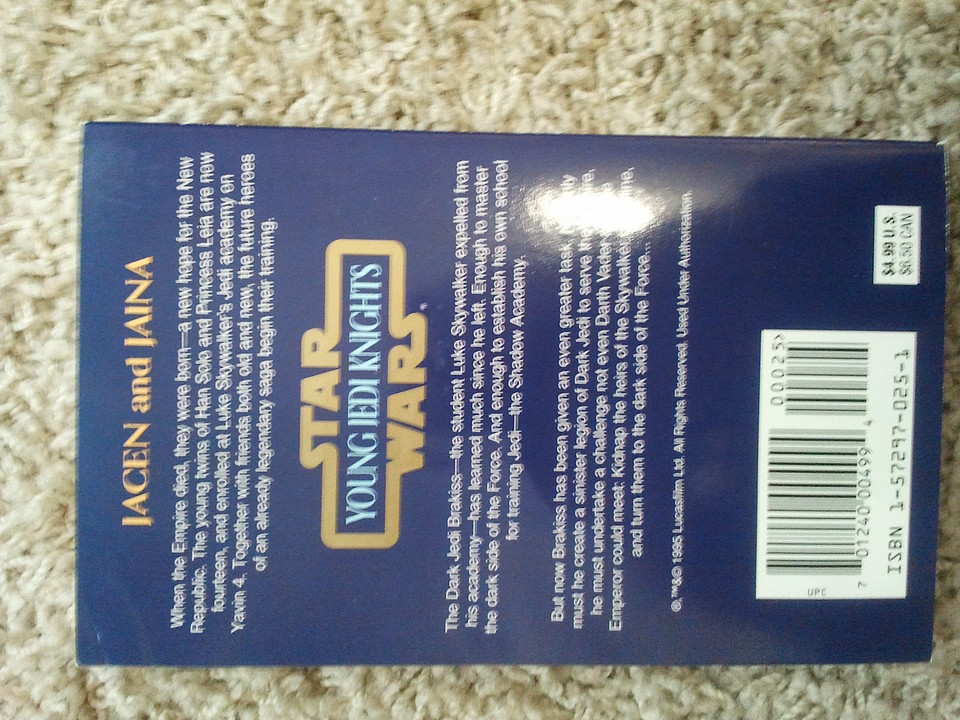 JACEN and JAINA
When the Empire died, they were born—a new hope for the New
Republic. The young twins of Han Solo and Princess Leia are now
fourteen, and enrolled at Luke Skywalker's Jedi academy on
Yavin 4. Together with friends both old and new, the future heroes
of an already legendary saga begin their training.
STAR
YOUNG JEDI KNIGHTS
WARS®
The Dark Jedi Brakiss—the student Luke Skywalker expelled from
his academy—has learned much since he left. Enough to master
the dark side of the Force. And enough to establish his own school
for training Jedi—the Shadow Academy.
But now Brakiss has been given an even greater task.
must he create a sinister legion of Dark Jedi to serve
he must undertake a challenge not even Darth Vader
Emperor could meet: Kidnap the heirs of the Skywalker
and turn them to the dark side of the Force...
®,™&© 1995 Lucasfilm Ltd. All Rights Reserved. Used Under Authorization.
$4.99 U.S.
$6.50 CAN
00025>
7 01240 00499 4
UPC
ISBN 1-57297-025-1